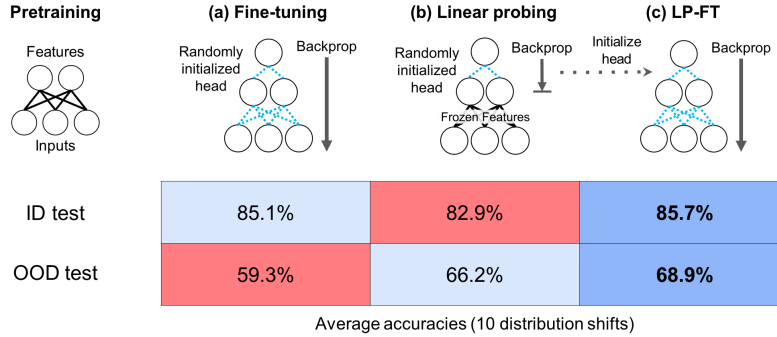 Pretraining
(a) Fine-tuning
(b) Linear probing
(c) LP-FT
Features
Inputs
Randomly
initialized
head
Backprop
Randomly
initialized
head
Backprop
Frozen Features
Initialize
head
Backprop
ID test
85.1%
82.9%
85.7%
OOD test
59.3%
66.2%
68.9%
Average accuracies (10 distribution shifts)